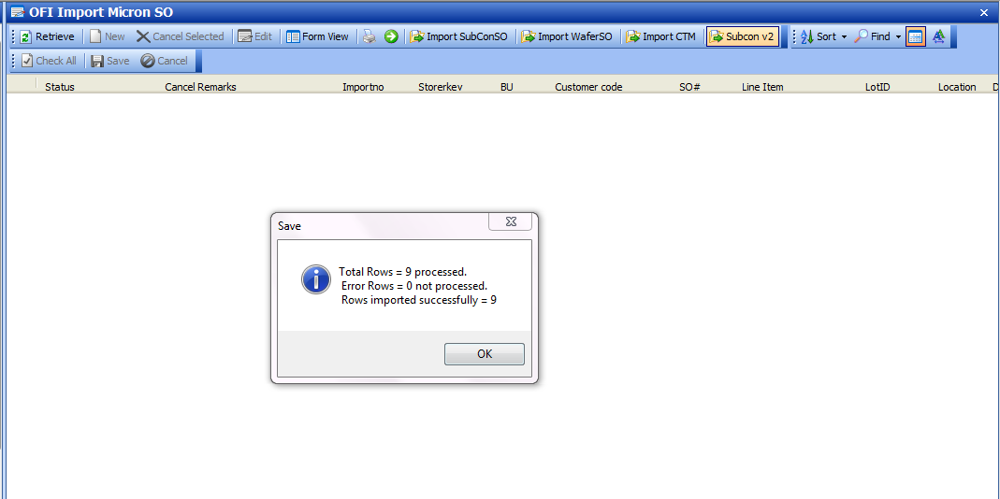 OFI Import Micron SO
Retrieve New Cancel Selected Edit Form View Import SubConSO Import WaferSO Import CTM Subcon v2 Sort Find
Check All Save Cancel
Status Cancel Remarks Importno Storerkey BU Customer code SO# Line Item LotID Location D
Save
Total Rows = 9 processed.
Error Rows = 0 not processed.
Rows imported successfully = 9
OK